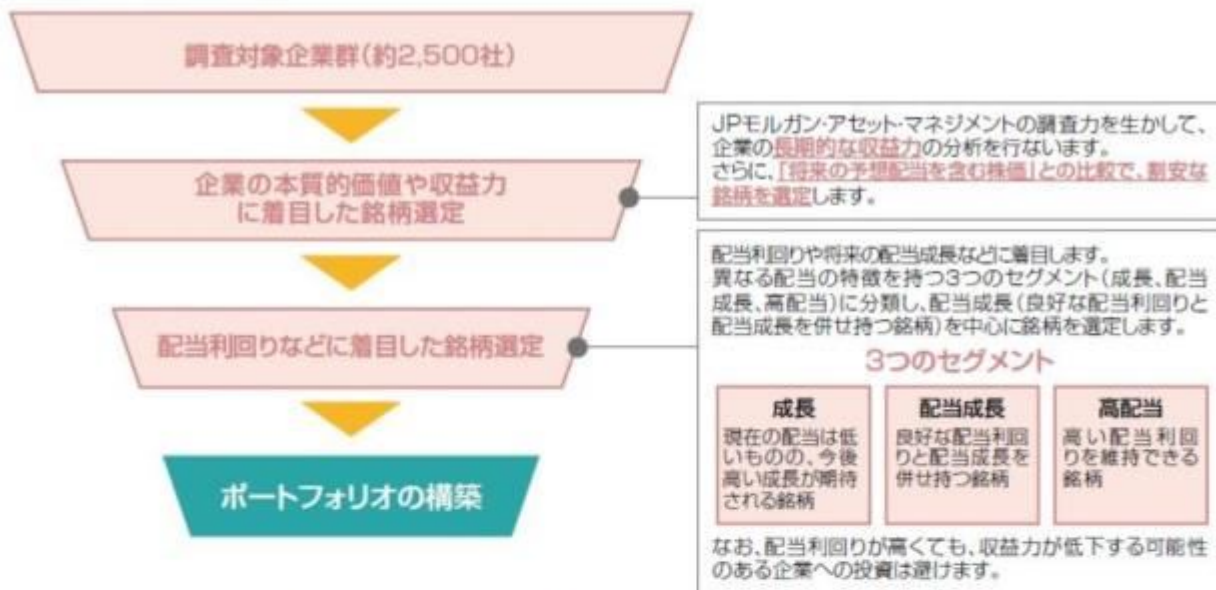 調査対象企業群(約2,500社)
企業の本質的価値や収益力
に着目した銘柄選定
JPモルガン・アセット・マネジメントの調査力を生かして、
企業の長期的な収益力の分析を行ないます。
さらに、「将来の予想配当を含む株価」との比較で、割安な
銘柄を選定します。
配当利回りなどに着目した銘柄選定
配当利回りや将来の配当成長などに着目します。
異なる配当の特徴を持つ3つのセグメント(成長、配当
成長、高配当)に分類し、配当成長(良好な配当利回りと
配当成長を併せ持つ銘柄)を中心に銘柄を選定します。
3つのセグメント
成長
現在の配当は低
いものの、今後
高い成長が期待
される銘柄
配当成長
良好な配当利回
りと配当成長を
併せ持つ銘柄
高配当
高い配当利回
りを維持できる
銘柄
なお、配当利回りが高くても、収益力が低下する可能性
のある企業への投資は避けます。
ポートフォリオの構築